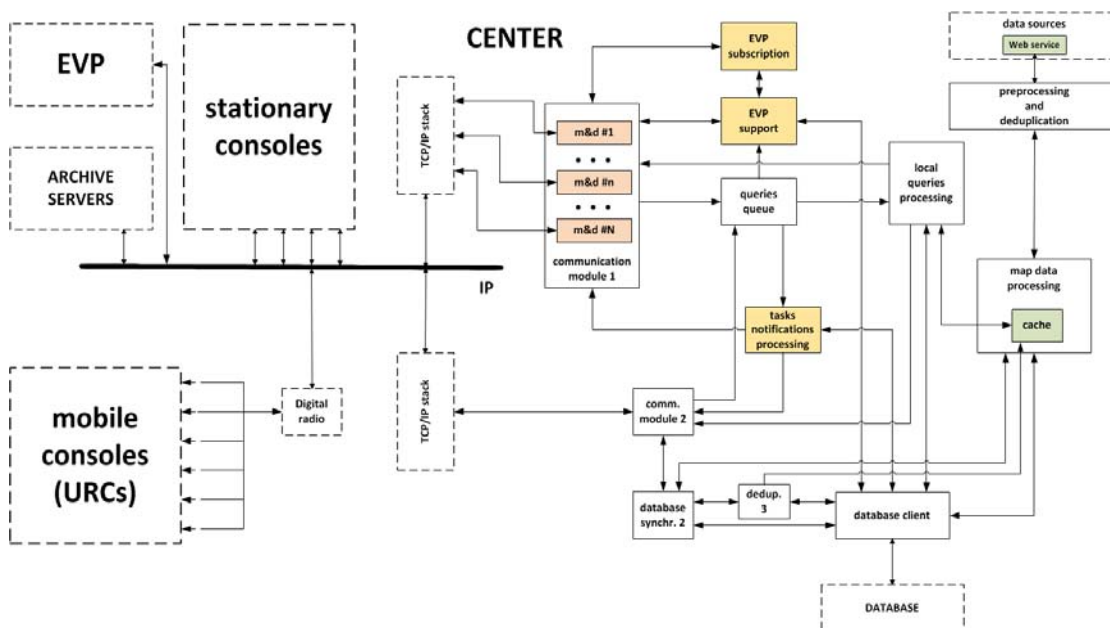 EVP
ARCHIVE
SERVERS
stationary
consoles
IP
mobile
consoles
(URCs)
Digital
radio
TCP/IP stack
TCP/IP stack
CENTER
EVP
subscription
EVP
support
m&d #1
• • •
m&d #n
• • •
m&d #N
communication
module 1
queries
queue
local
queries
processing
tasks
notifications
processing
comm.
module 2
database
synchr. 2
dedup.
3
database client
DATABASE
data sources
Web service
preprocessing
and
deduplication
map data
processing
cache